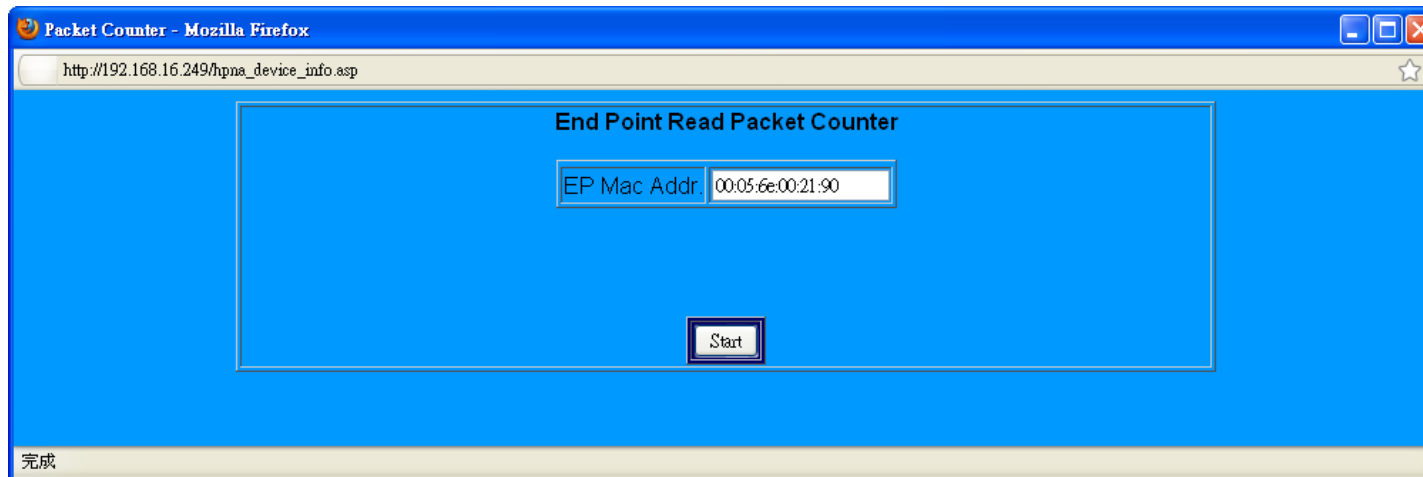 Packet Counter - Mozilla Firefox
http://192.168.16.249/hpna_device_info.asp
End Point Read Packet Counter
EP Mac Addr. 00:05:6e:00:21:90
Start
完成